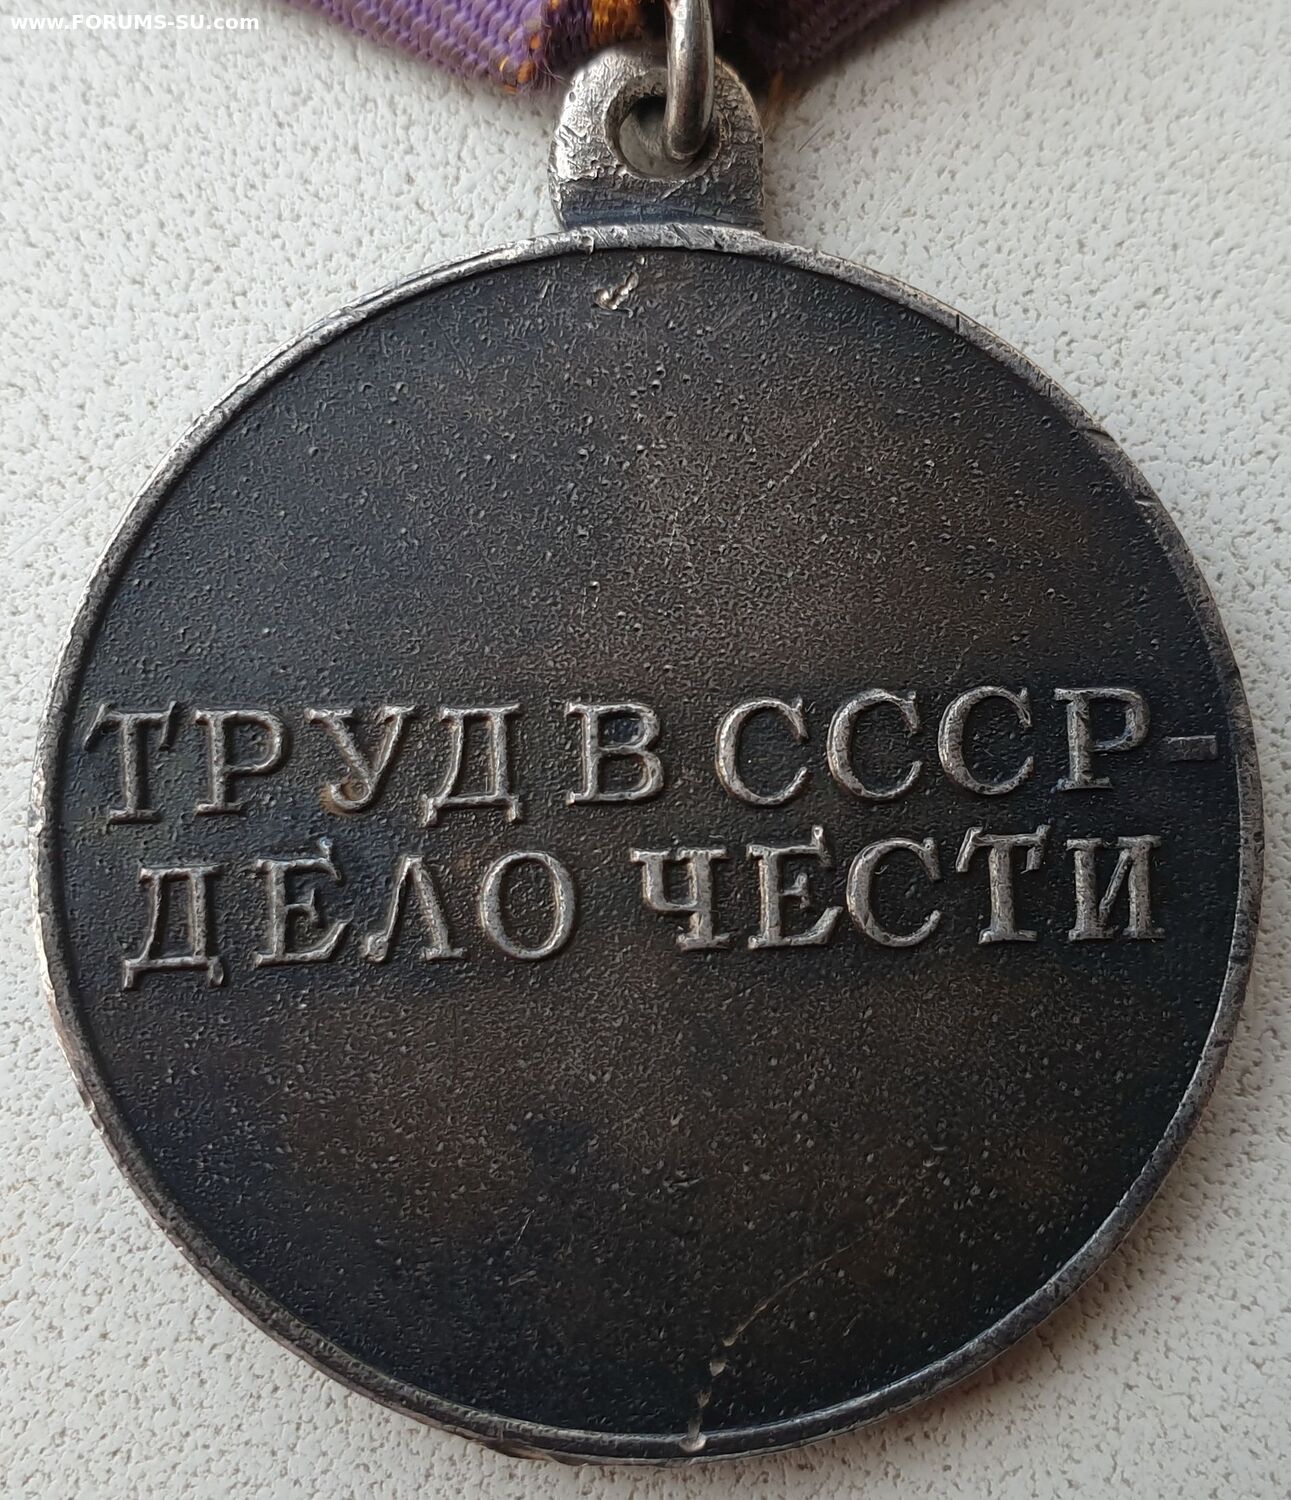 www.FORUMS-SU.com
ТРУД В СССР-
ДЕЛО ЧЕСТИ